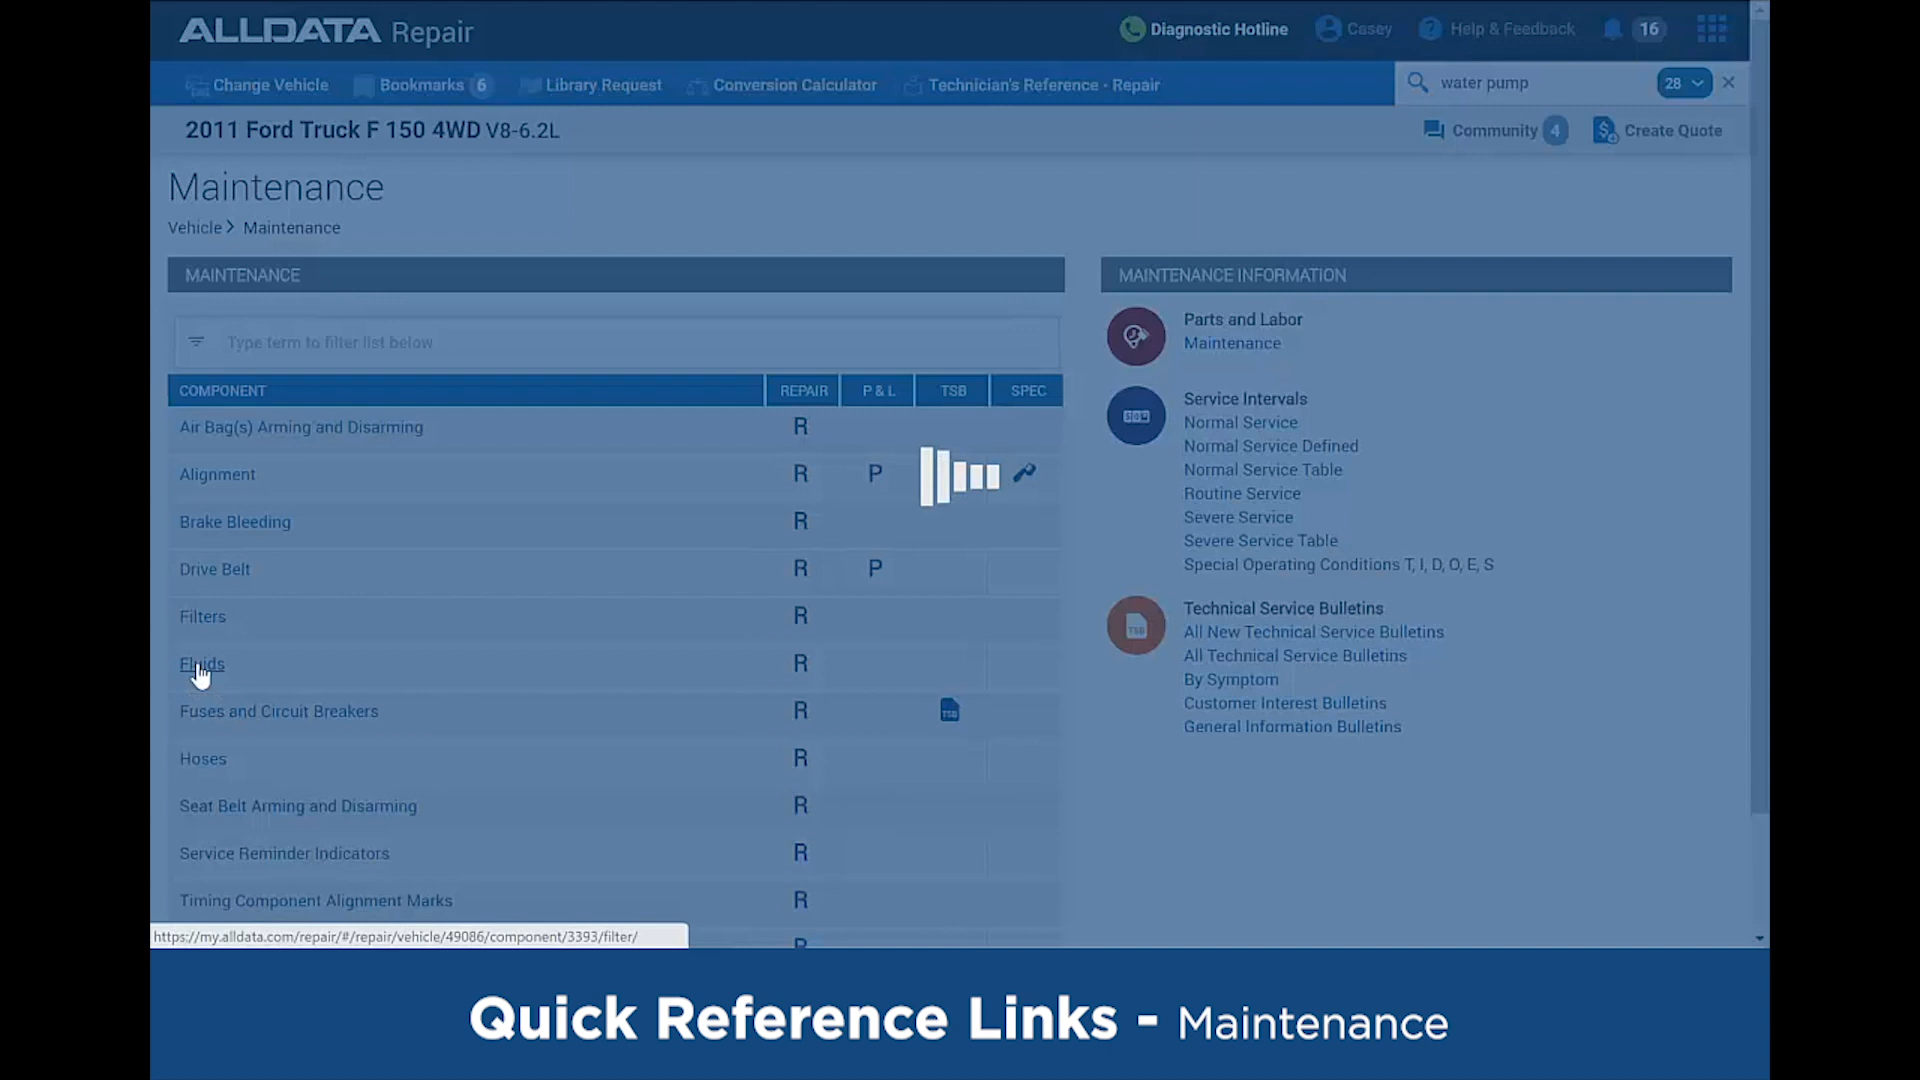 ALLDATA Repair
Diagnostic Hotline
Casey
Help & Feedback
16
Change Vehicle
Bookmarks 6
Library Request
Conversion Calculator
Technician's Reference - Repair
water pump
28
2011 Ford Truck F 150 4WD V8-6.2L
Community 4
Create Quote
Maintenance
Vehicle > Maintenance
MAINTENANCE
Type term to filter list below
COMPONENT REPAIR P & L TSB SPEC
Air Bag(s) Arming and Disarming R
Alignment R P
Brake Bleeding R
Drive Belt R P
Filters R
Fluids R
Fuses and Circuit Breakers R TSB
Hoses R
Seat Belt Arming and Disarming R
Service Reminder Indicators R
Timing Component Alignment Marks R
R
MAINTENANCE INFORMATION
Parts and Labor
Maintenance
Service Intervals
Normal Service
Normal Service Defined
Normal Service Table
Routine Service
Severe Service
Severe Service Table
Special Operating Conditions T, I, D, O, E, S
TSB
Technical Service Bulletins
All New Technical Service Bulletins
All Technical Service Bulletins
By Symptom
Customer Interest Bulletins
General Information Bulletins
https://my.alldata.com/repair/#/repair/vehicle/49086/component/3393/filter/
Quick Reference Links - Maintenance